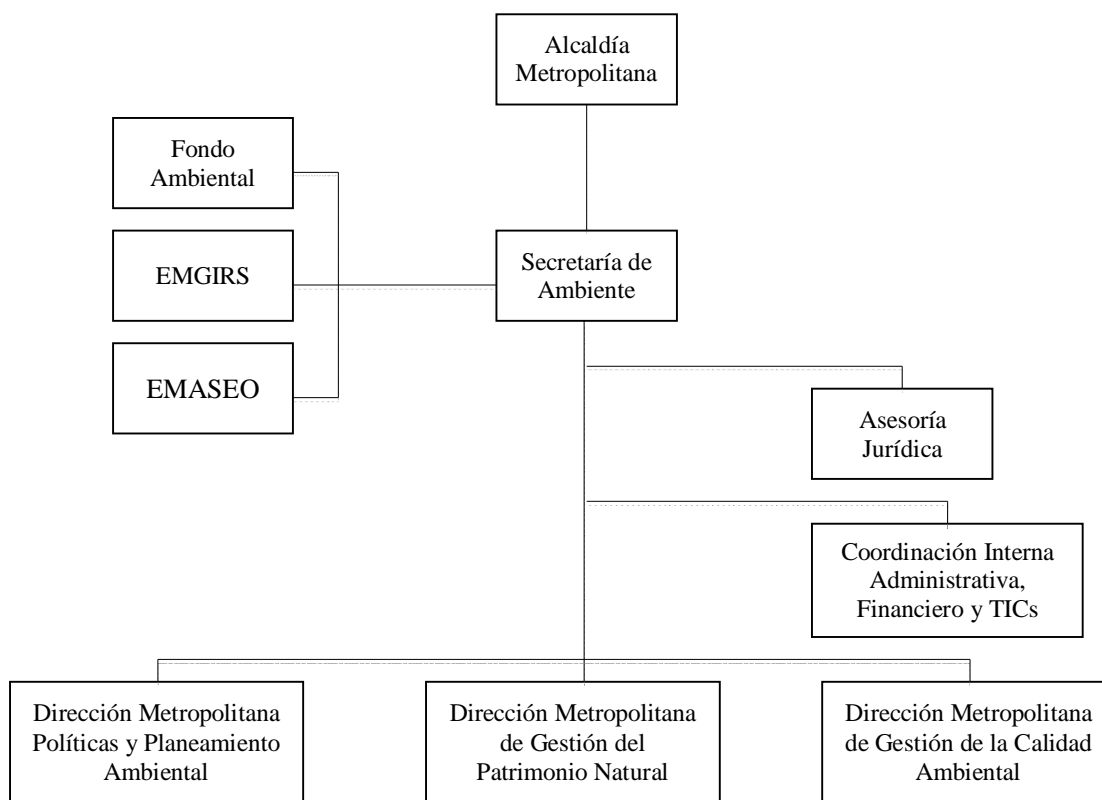 Alcaldía
Metropolitana
Fondo
Ambiental
EMGIRS
Secretaría de
Ambiente
EMASEO
Asesoría
Jurídica
Coordinación Interna
Administrativa,
Financiero y TICs
Dirección Metropolitana
Políticas y Planeamiento
Ambiental
Dirección Metropolitana
de Gestión del
Patrimonio Natural
Dirección Metropolitana
de Gestión de la Calidad
Ambiental